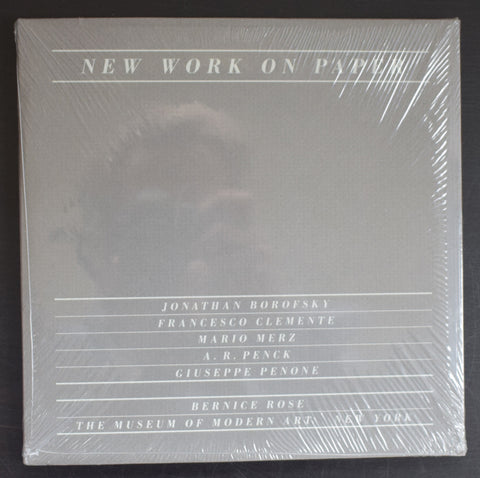 NEW WORK ON PAPER
JONATHAN BOROFSKY
FRANCESCO CLEMENTE
MARIO MERZ
A. R. PENCK
GIUSEPPE PENONE
BERNICE ROSE
THE MUSEUM OF MODERN ART, NEW YORK